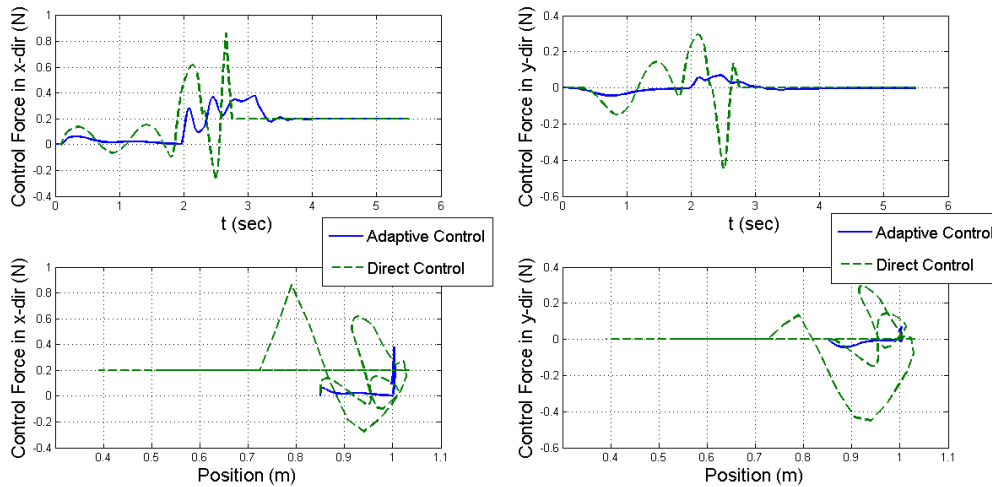 Control Force in x-dir (N)
1
0.8
0.6
0.4
0.2
0
-0.2
-0.4
0 1 2 3 4 5 6
t (sec)
Control Force in y-dir (N)
0.4
0.2
0
-0.2
-0.4
-0.6
0 1 2 3 4 5 6
t (sec)
Adaptive Control
Direct Control
Adaptive Control
Direct Control
Control Force in x-dir (N)
1
0.8
0.6
0.4
0.2
0
-0.2
-0.4
0.3 0.4 0.5 0.6 0.7 0.8 0.9 1 1.1
Position (m)
Control Force in y-dir (N)
0.4
0.2
0
-0.2
-0.4
-0.6
0.3 0.4 0.5 0.6 0.7 0.8 0.9 1 1.1
Position (m)